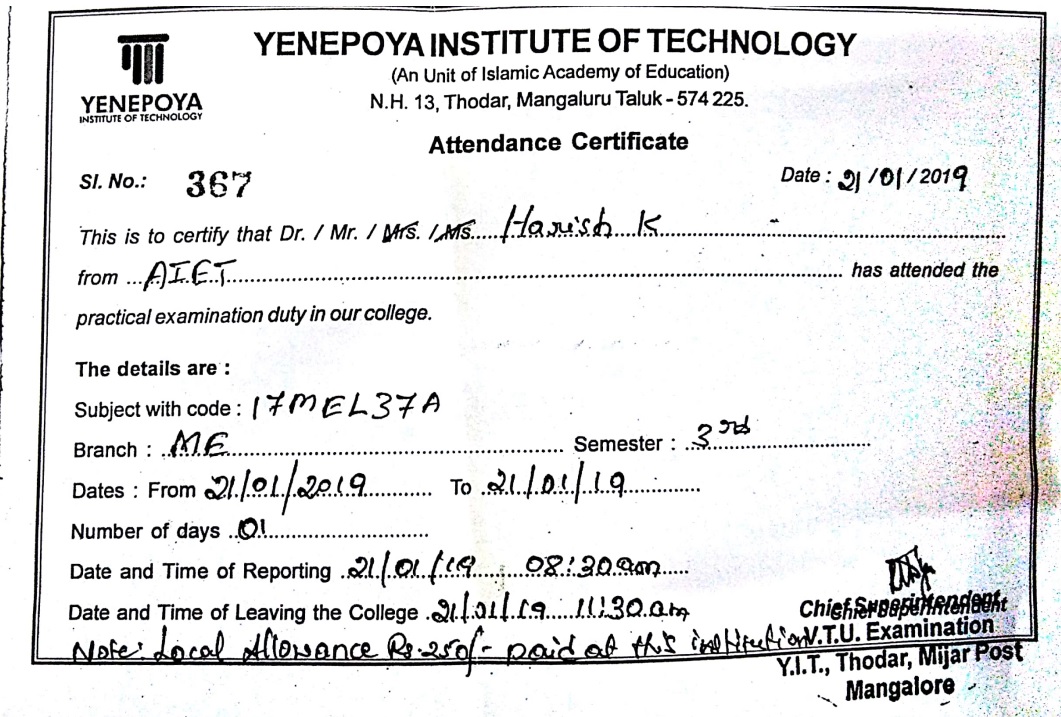 YENEPOYA INSTITUTE OF TECHNOLOGY
(An Unit of Islamic Academy of Education)
N.H. 13, Thodar, Mangaluru Taluk - 574 225.
YENEPOYA
INSTITUTE OF TECHNOLOGY
Attendance Certificate
Sl. No.: 367
Date : 21/01/2019
This is to certify that Dr. / Mr. / Mrs. / Ms. Harish K
from AIET has attended the
practical examination duty in our college.
The details are :
Subject with code : 17MEL37A
Branch : ME Semester : 3rd
Dates : From 21/01/2019 To 21/01/19
Number of days 01
Date and Time of Reporting 21/01/19 08:30am
Date and Time of Leaving the College 21/01/19 11:30am
Note: Local Allowance Rs. 250/- paid at this institution
Chief Superintendent
V.T.U. Examination
Y.I.T., Thodar, Mijar Post
Mangalore